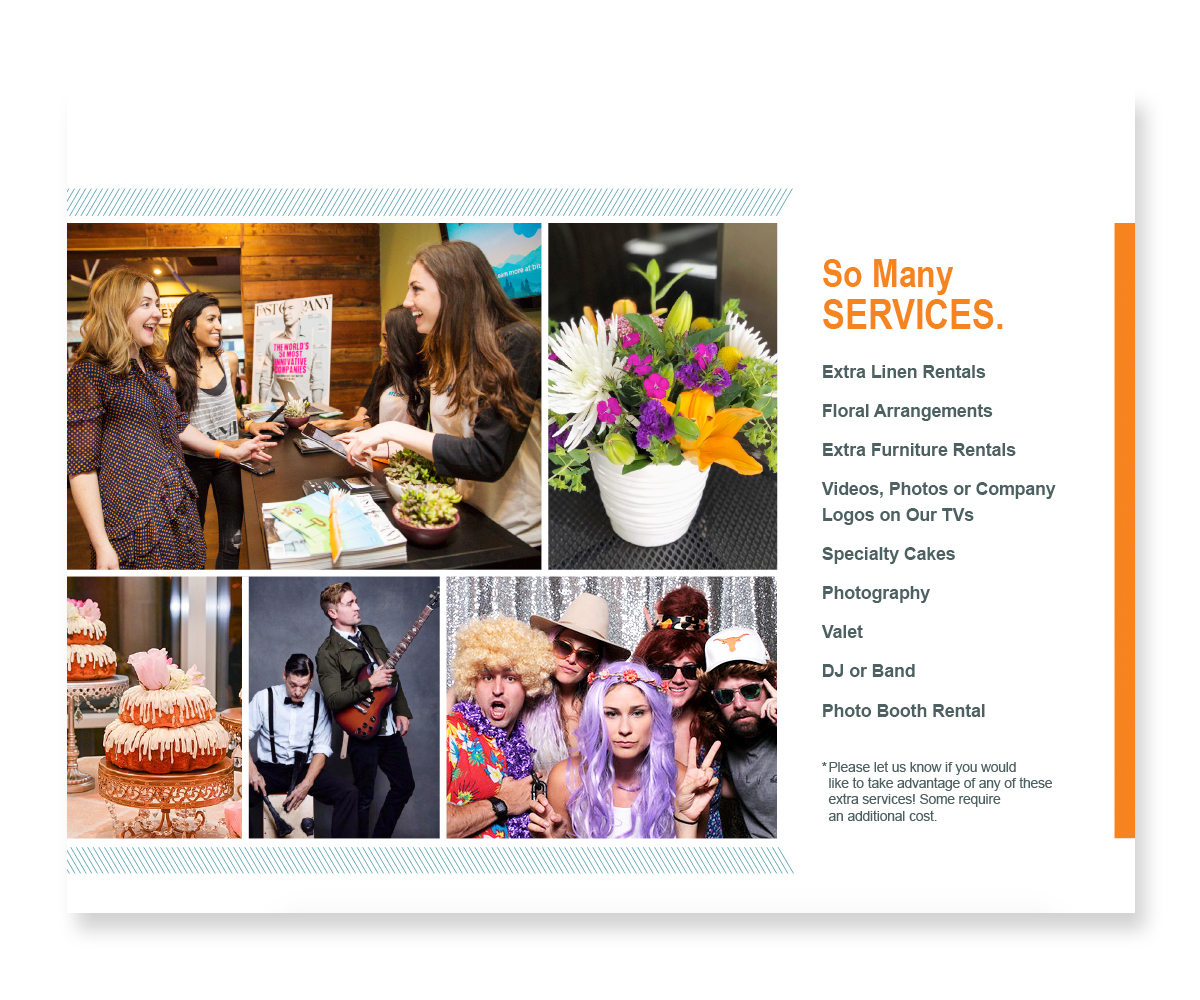 earn more at
FAST COMPANY
THE WORLD'S
50 MOST
INNOVATIVE
COMPANIES
So Many
SERVICES.
Extra Linen Rentals
Floral Arrangements
Extra Furniture Rentals
Videos, Photos or Company
Logos on Our TVs
Specialty Cakes
Photography
Valet
DJ or Band
Photo Booth Rental
*Please let us know if you would
like to take advantage of any of these
extra services! Some require
an additional cost.